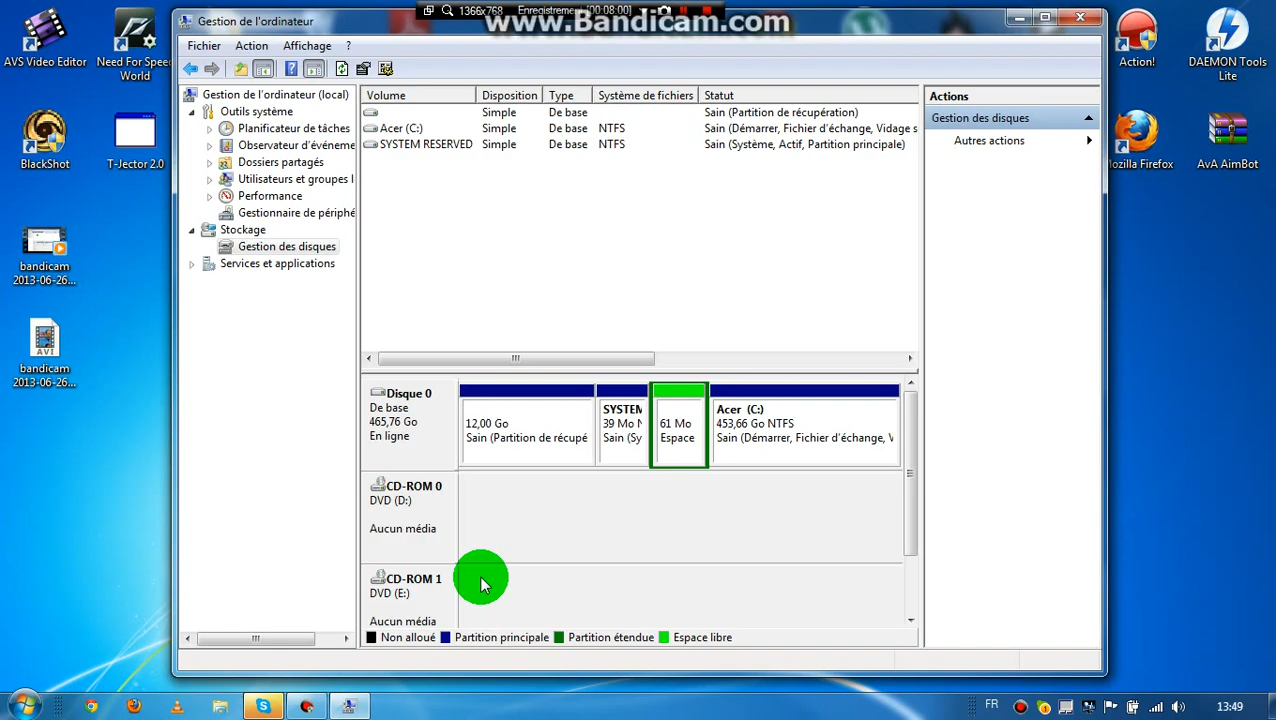 1366x768 Enregistrement [00:08:00]
www.Bandicam.com
Gestion de l'ordinateur
Fichier Action Affichage ?
AVS Video Editor
Need For Speed World
BlackShot
T-Jector 2.0
bandicam 2013-06-26...
bandicam 2013-06-26...
Action!
DAEMON Tools Lite
Mozilla Firefox
AvA AimBot
Gestion de l'ordinateur (local)
Outils système
Planificateur de tâches
Observateur d'événeme
Dossiers partagés
Utilisateurs et groupes l
Performance
Gestionnaire de périphé
Stockage
Gestion des disques
Services et applications
Volume Disposition Type Système de fichiers Statut
Simple De base Sain (Partition de récupération)
Acer (C:) Simple De base NTFS Sain (Démarrer, Fichier d'échange, Vidage s
SYSTEM RESERVED Simple De base NTFS Sain (Système, Actif, Partition principale)
Actions
Gestion des disques
Autres actions
Disque 0
De base
465,76 Go
En ligne
12,00 Go
Sain (Partition de récupé
SYSTEM
39 Mo N
Sain (Sy
61 Mo
Espace
Acer (C:)
453,66 Go NTFS
Sain (Démarrer, Fichier d'échange, V
CD-ROM 0
DVD (D:)
Aucun média
CD-ROM 1
DVD (E:)
Aucun média
Non alloué Partition principale Partition étendue Espace libre
FR 13:49